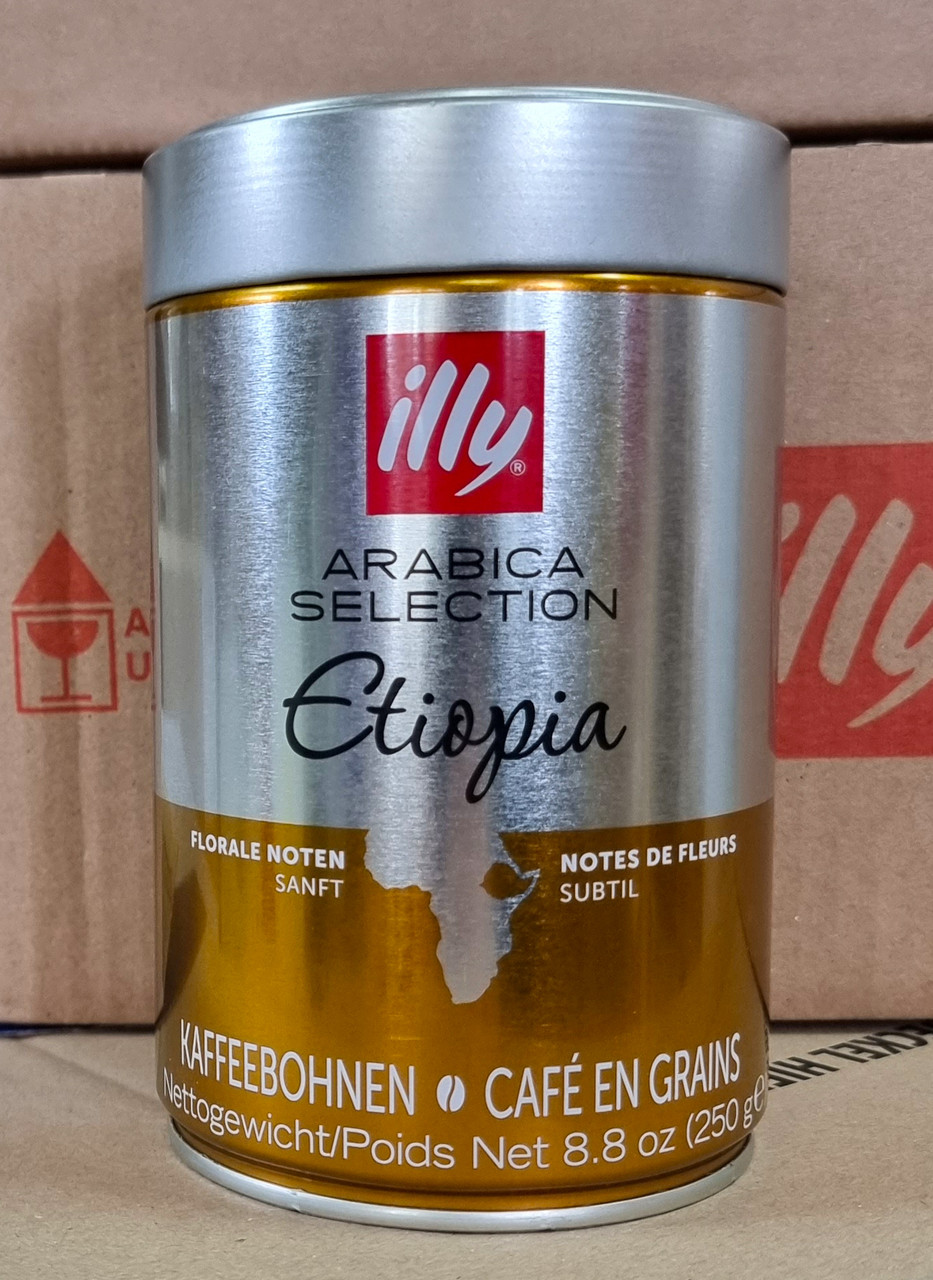 illy®
ARABICA
SELECTION
Etiopia
FLORALE NOTEN
SANFT
NOTES DE FLEURS
SUBTIL
KAFFEEBOHNEN CAFÉ EN GRAINS
Nettogewicht/Poids Net 8.8 oz (250 g℮
illy
A
U